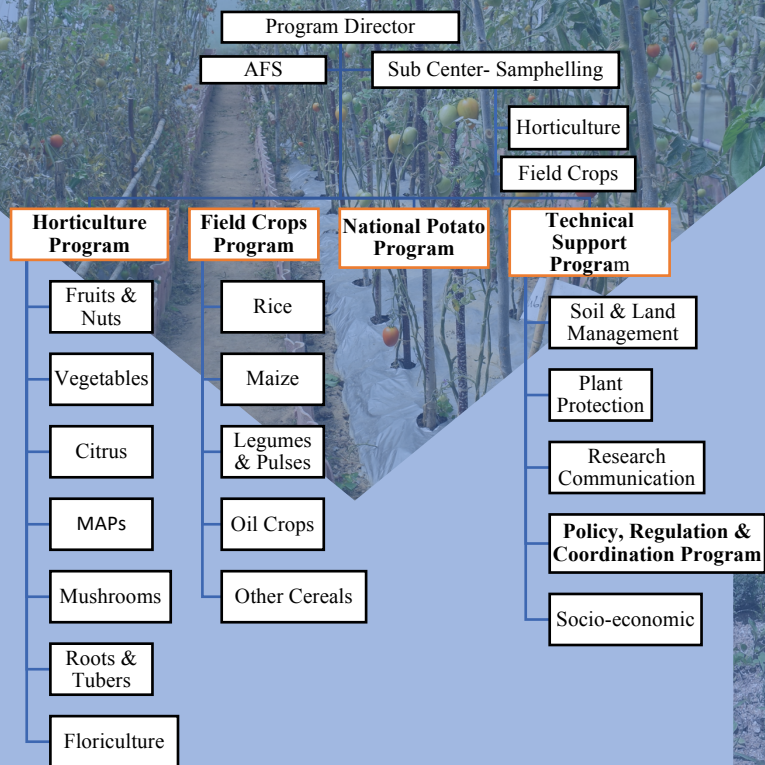 Program Director
AFS
Sub Center- Samphelling
Horticulture
Field Crops
Horticulture
Program
Fruits &
Nuts
Vegetables
Citrus
MAPs
Mushrooms
Roots &
Tubers
Floriculture
Field Crops
Program
Rice
Maize
Legumes
& Pulses
Oil Crops
Other Cereals
National Potato
Program
Technical
Support
Program
Soil & Land
Management
Plant
Protection
Research
Communication
Policy, Regulation &
Coordination Program
Socio-economic